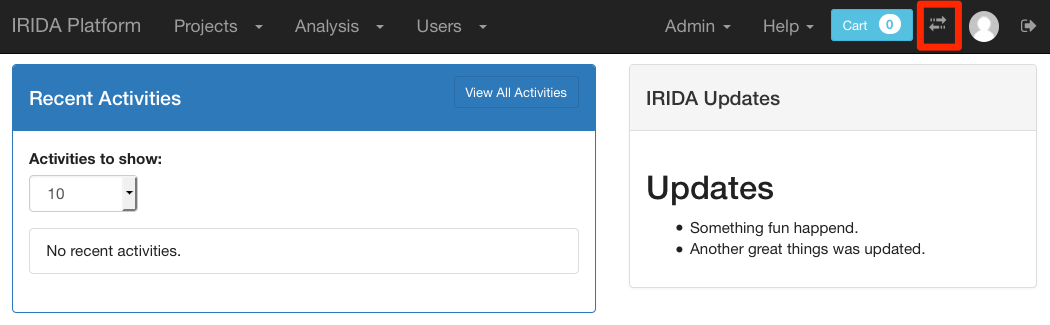 IRIDA Platform Projects Analysis Users Admin Help Cart 0
Recent Activities View All Activities
Activities to show:
10
No recent activities.
IRIDA Updates
Updates
Something fun happend.
Another great things was updated.